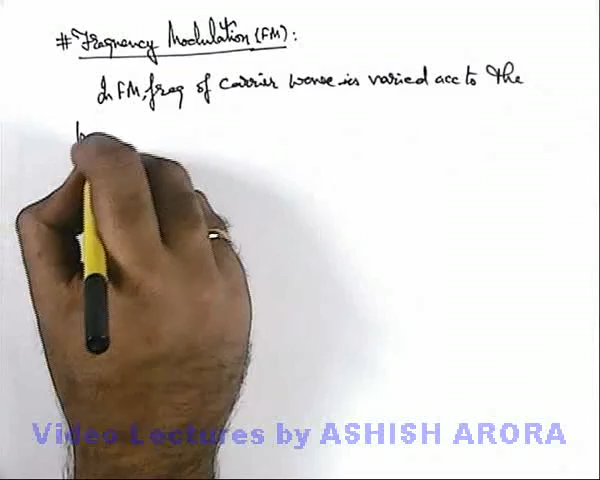 # Frequency Modulation (FM):
In FM, freq of carrier wave is varied acc to the
Video Lectures by ASHISH ARORA